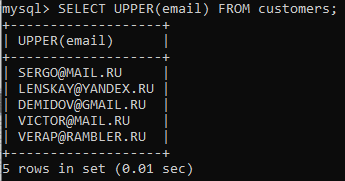 mysql> SELECT UPPER(email) FROM customers;
+-------------------+
| UPPER(email)      |
+-------------------+
| SERGO@MAIL.RU     |
| LENSKAY@YANDEX.RU |
| DEMIDOV@GMAIL.RU  |
| VICTOR@MAIL.RU    |
| VERAP@RAMBLER.RU  |
+-------------------+
5 rows in set (0.01 sec)